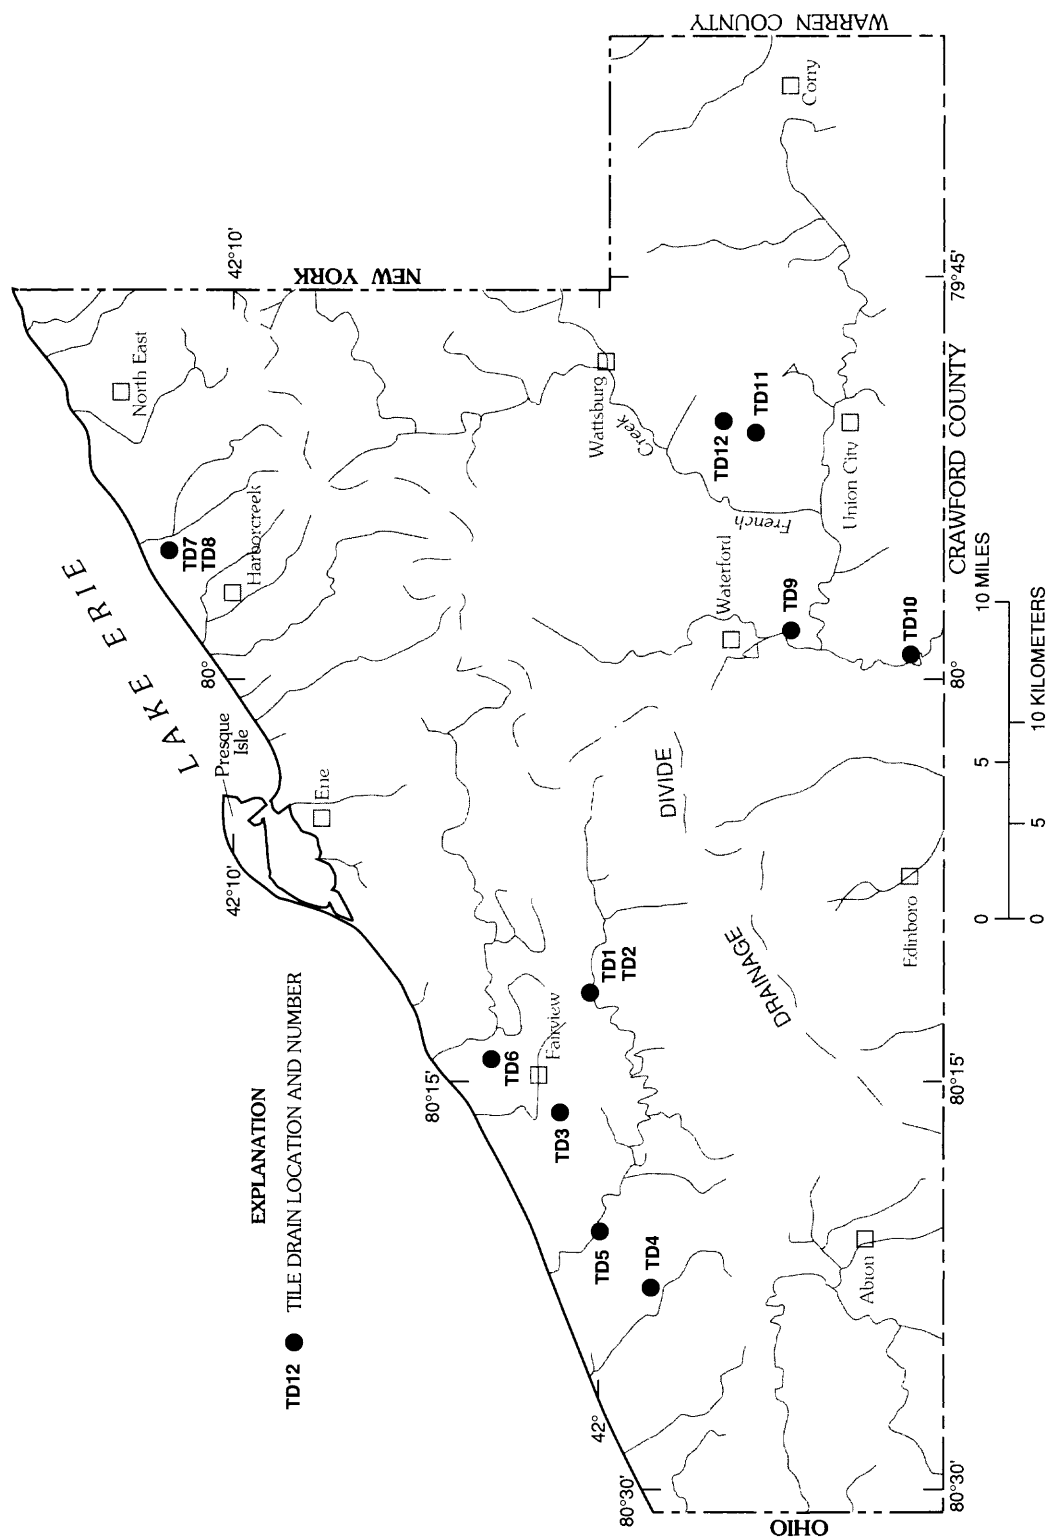 LAKE ERIE
Presque
Isle
42°10'
80°
North East
42°10'
NEW YORK
TD7
TD8
Harborcreek
Erie
EXPLANATION
TD12 TILE DRAIN LOCATION AND NUMBER
80°15'
TD6
Fairview
TD3
TD1
TD2
TD5
TD4
42°
80°30'
OHIO
Wattsburg
Creek
French
TD12
TD11
Waterford
TD9
TD10
Union City
Corry
WARREN COUNTY
DRAINAGE
DIVIDE
Edinboro
Albion
80°30'
80°15'
80°
79°45'
CRAWFORD COUNTY
0 5 10 MILES
0 5 10 KILOMETERS